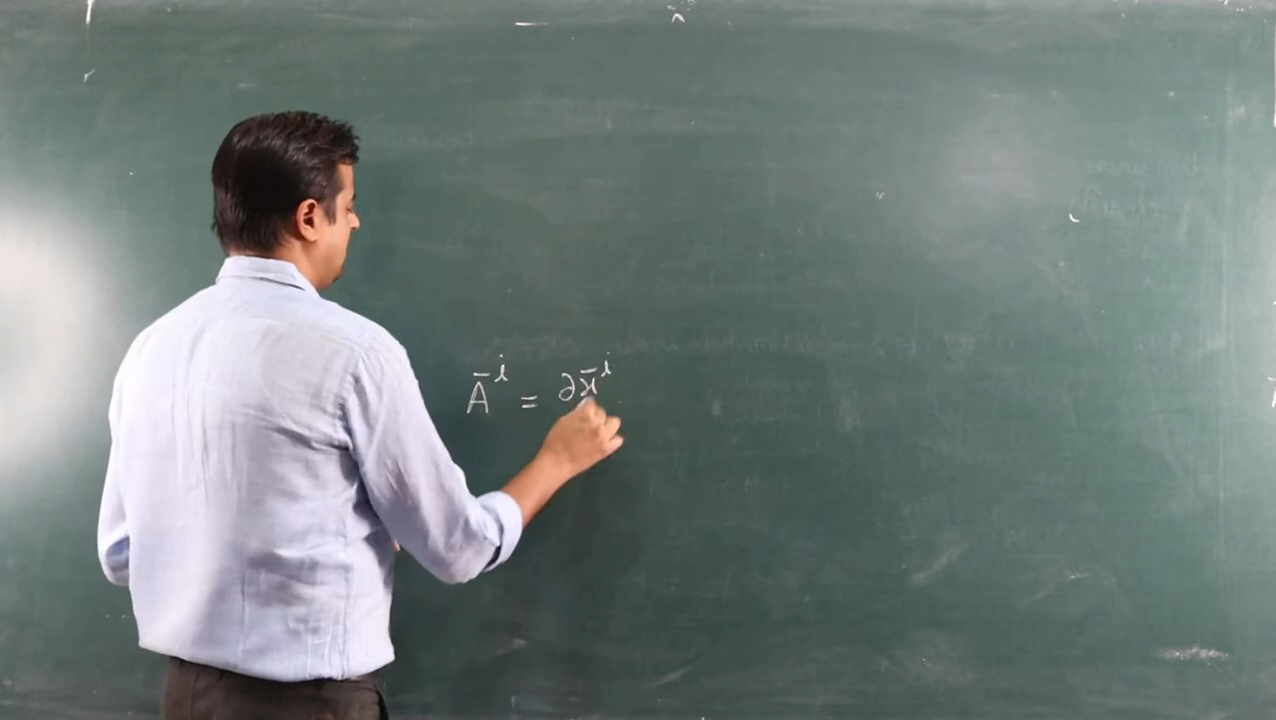 Ā^i = ∂x̄^i